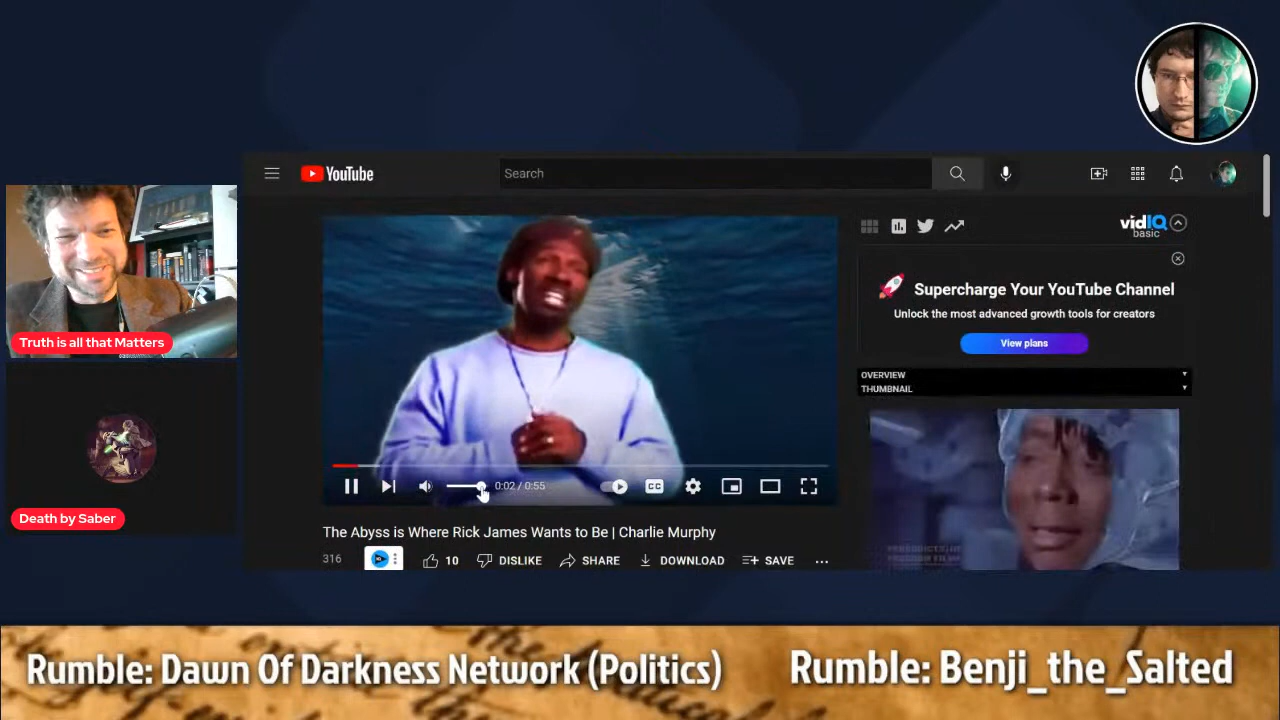 YouTube
Search
vidIQ
basic
Supercharge Your YouTube Channel
Unlock the most advanced growth tools for creators
View plans
OVERVIEW
THUMBNAIL
Truth is all that Matters
Death by Saber
0:02 / 0:55
CC
The Abyss is Where Rick James Wants to Be | Charlie Murphy
316
10 DISLIKE SHARE DOWNLOAD SAVE
Rumble: Dawn Of Darkness Network (Politics) Rumble: Benji_the_Salted